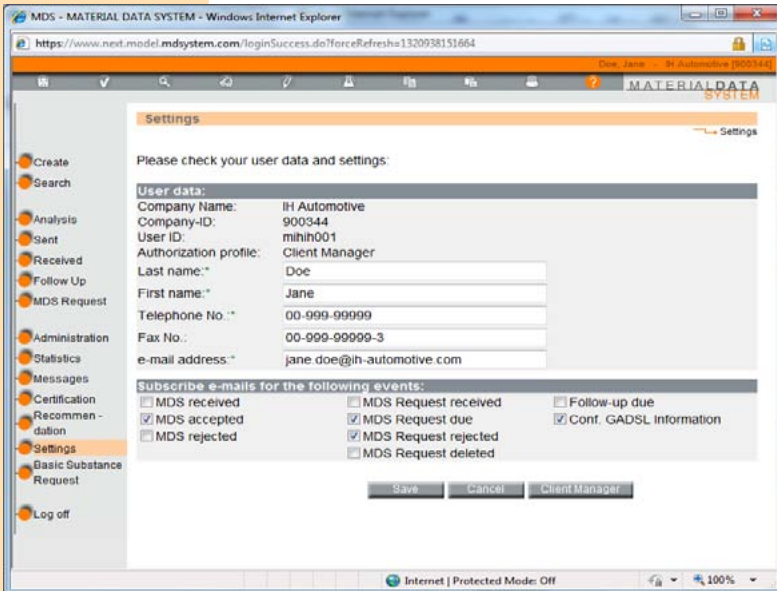 MDS - MATERIAL DATA SYSTEM - Windows Internet Explorer
https://www.next.model.mdsystem.com/loginSuccess.do?forceRefresh=1320938151664
Doe, Jane - IH Automotive [900344]
?
MATERIALDATA
SYSTEM
Settings
Settings
Please check your user data and settings:
Create
Search
Analysis
Sent
Received
Follow Up
MDS Request
Administration
Statistics
Messages
Certification
Recommen -
dation
Settings
Basic Substance
Request
Log off
User data:
Company Name: IH Automotive
Company-ID: 900344
User ID: mihih001
Authorization profile: Client Manager
Last name:* Doe
First name:* Jane
Telephone No.:* 00-999-99999
Fax No.: 00-999-99999-3
e-mail address:* jane.doe@ih-automotive.com
Subscribe e-mails for the following events:
MDS received MDS Request received Follow-up due
MDS accepted MDS Request due Conf. GADSL Information
MDS rejected MDS Request rejected
MDS Request deleted
Save Cancel Client Manager
Internet | Protected Mode: Off 100%